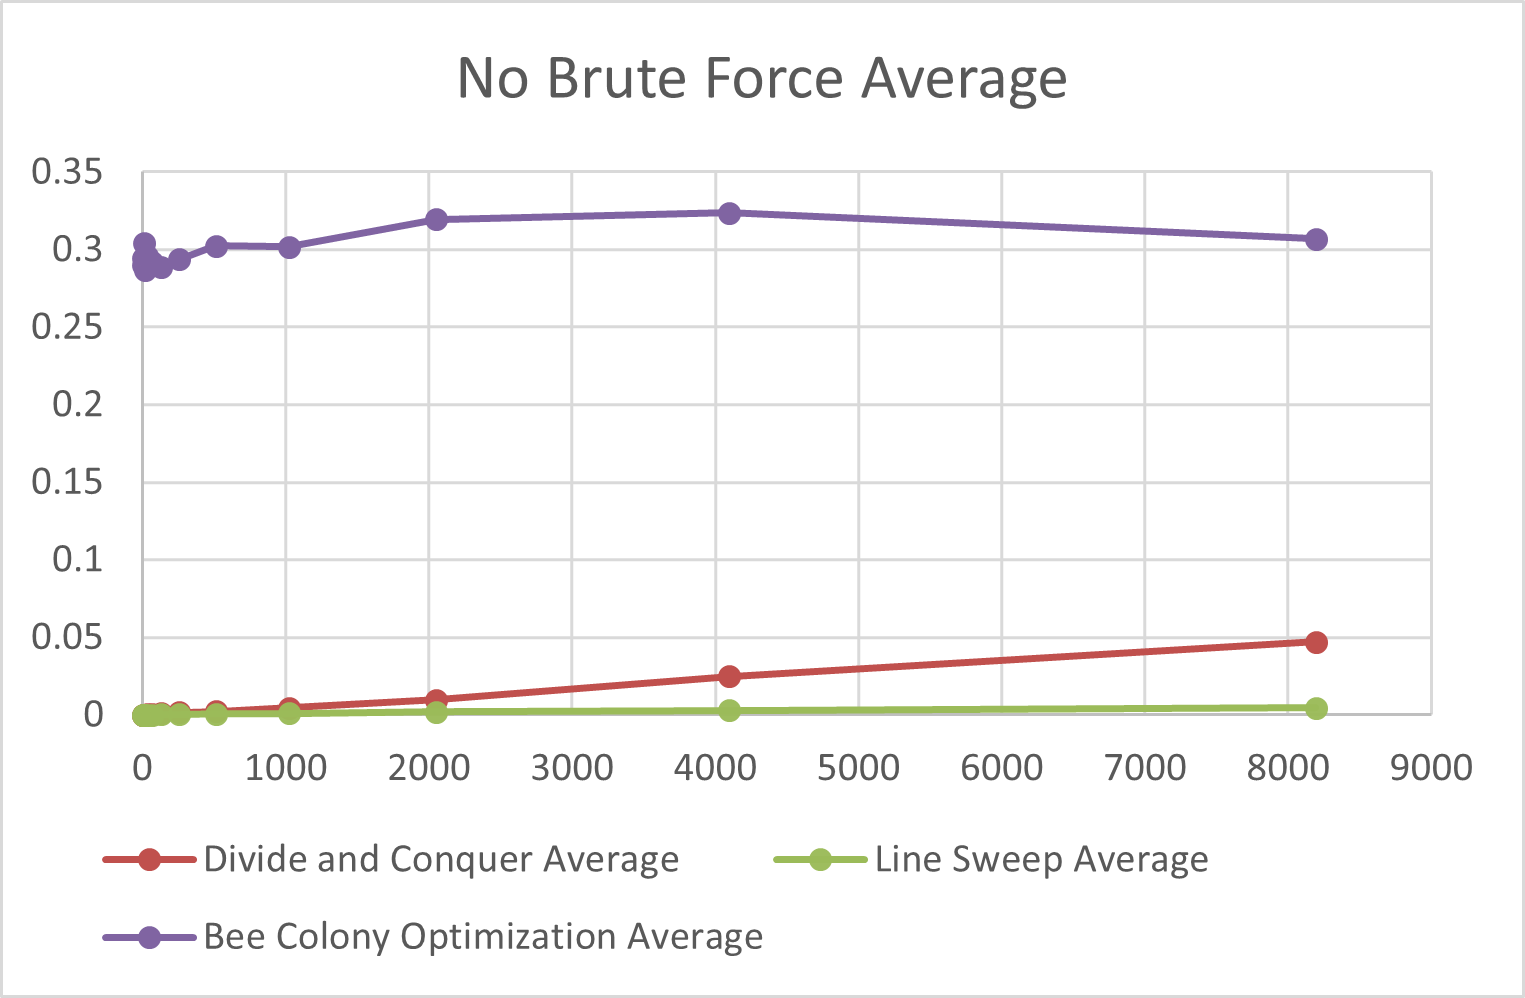 No Brute Force Average
0.35
0.3
0.25
0.2
0.15
0.1
0.05
0
0 1000 2000 3000 4000 5000 6000 7000 8000 9000
Divide and Conquer Average Line Sweep Average
Bee Colony Optimization Average